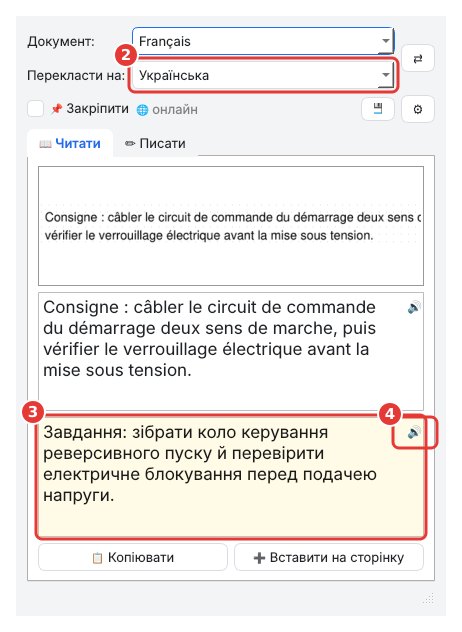 Документ: Français
⇄
2
Перекласти на: Українська
📌 Закріпити 🌐 онлайн 💾 ⚙
📖 Читати ✏ Писати
Consigne : câbler le circuit de commande du démarrage deux sens
vérifier le verrouillage électrique avant la mise sous tension.
Consigne : câbler le circuit de commande
du démarrage deux sens de marche, puis
vérifier le verrouillage électrique avant la
mise sous tension.
3
4
Завдання: зібрати коло керування
реверсивного пуску й перевірити
електричне блокування перед подачею
напруги.
📋 Копіювати ➕ Вставити на сторінку